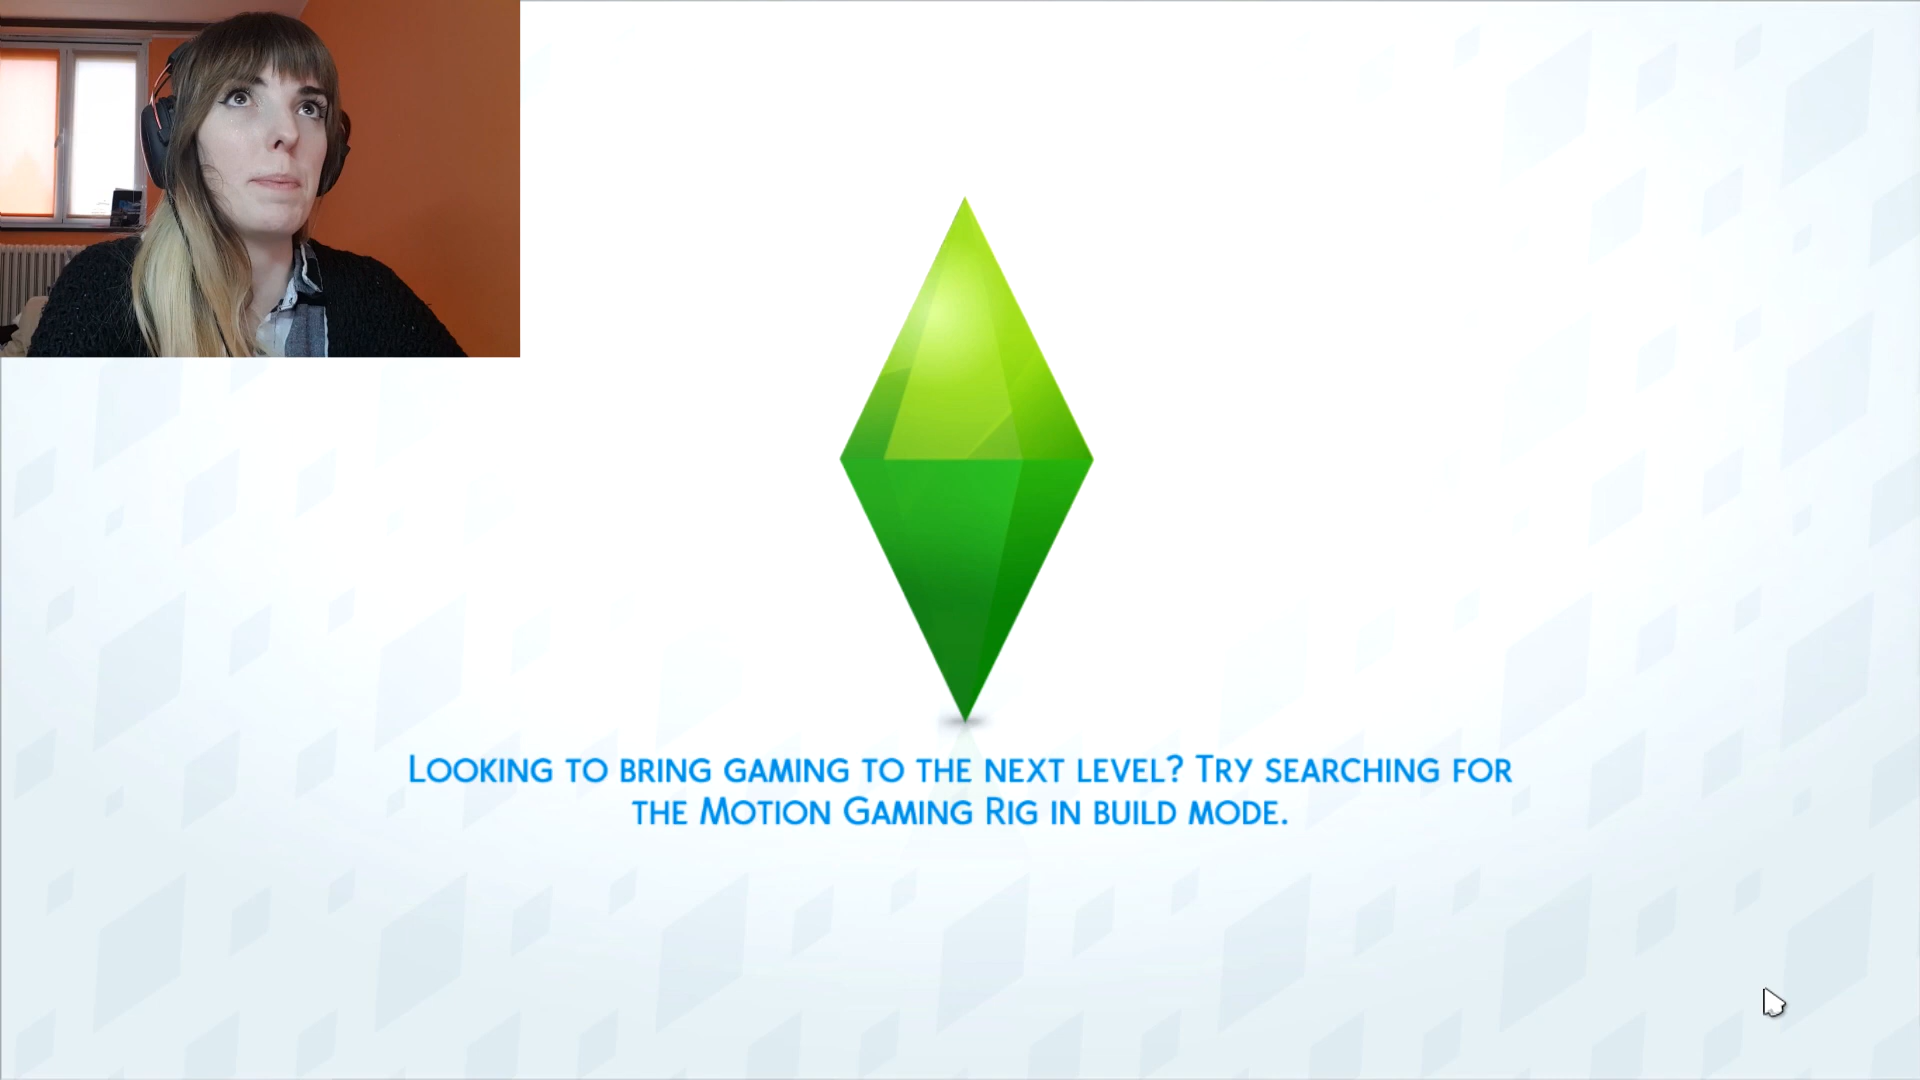 Looking to bring gaming to the next level? Try searching for
the Motion Gaming Rig in build mode.